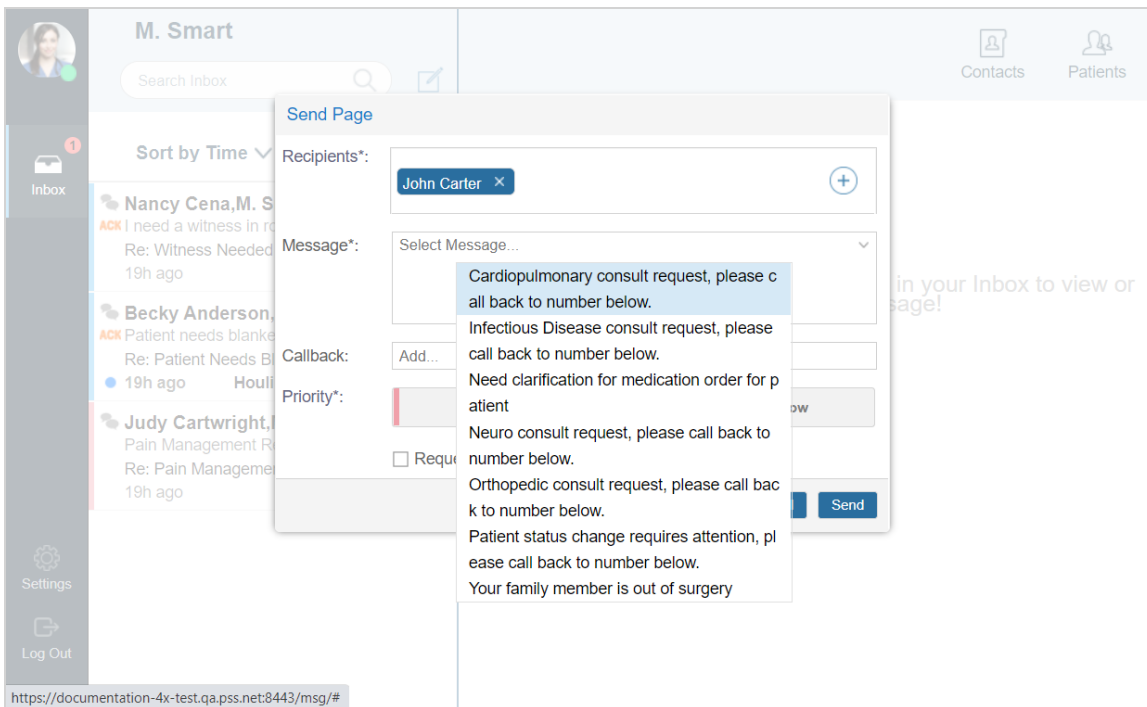 M. Smart
Search Inbox
Contacts
Patients
1
Inbox
Sort by Time
Nancy Cena,M. S
ACK I need a witness in ro
Re: Witness Needed
19h ago
Becky Anderson,
ACK Patient needs blanke
Re: Patient Needs Bl
19h ago Houli
Judy Cartwright,
Pain Management R
Re: Pain Manageme
19h ago
Settings
Log Out
Send Page
Recipients*:
John Carter ×
Message*:
Select Message...
Cardiopulmonary consult request, please c
all back to number below.
Infectious Disease consult request, please
call back to number below.
Need clarification for medication order for p
atient
Neuro consult request, please call back to
number below.
Orthopedic consult request, please call bac
k to number below.
Patient status change requires attention, pl
ease call back to number below.
Your family member is out of surgery
Callback:
Add...
Priority*:
ow
Reque
Send
in your Inbox to view or
sage!
https://documentation-4x-test.qa.pss.net:8443/msg/#